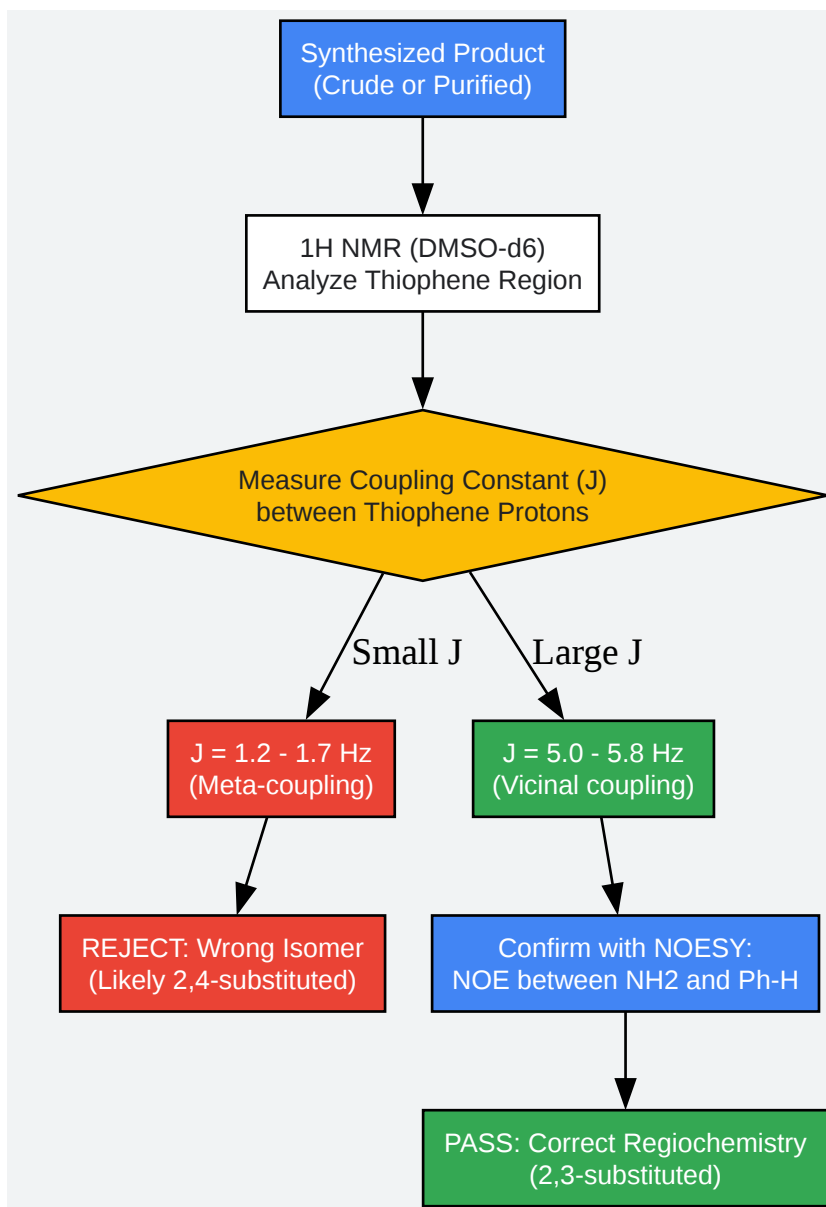 Synthesized Product
(Crude or Purified)
1H NMR (DMSO-d6)
Analyze Thiophene Region
Measure Coupling Constant (J)
between Thiophene Protons
Small J
Large J
J = 1.2 - 1.7 Hz
(Meta-coupling)
J = 5.0 - 5.8 Hz
(Vicinal coupling)
REJECT: Wrong Isomer
(Likely 2,4-substituted)
Confirm with NOESY:
NOE between NH2 and Ph-H
PASS: Correct Regiochemistry
(2,3-substituted)